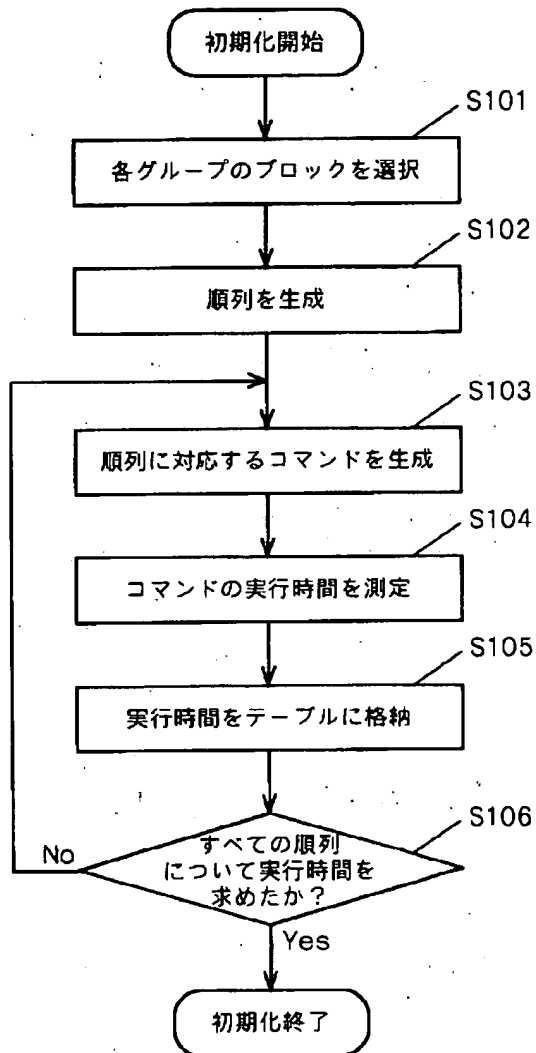 初期化開始
S101
各グループのブロックを選択
S102
順列を生成
S103
順列に対応するコマンドを生成
S104
コマンドの実行時間を測定
S105
実行時間をテーブルに格納
S106
すべての順列
について実行時間を
求めたか?
No
Yes
初期化終了